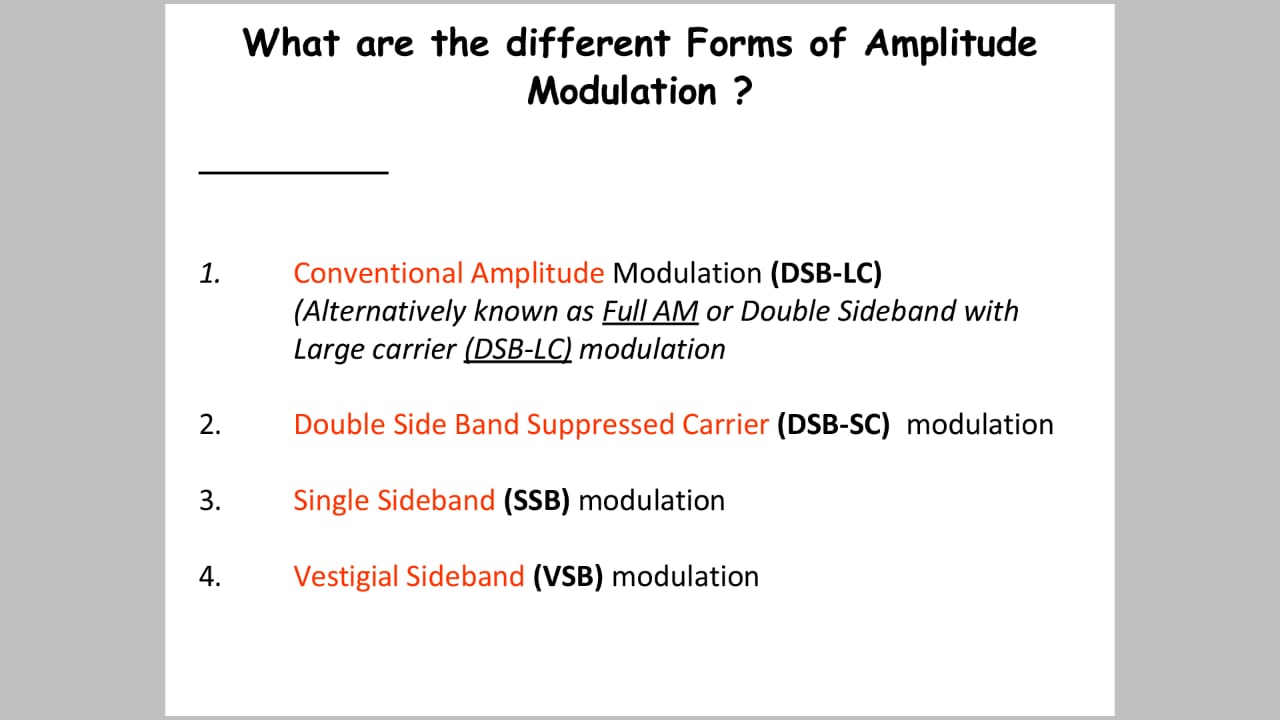 What are the different Forms of Amplitude
Modulation ?
1. Conventional Amplitude Modulation (DSB-LC)
(Alternatively known as Full AM or Double Sideband with
Large carrier (DSB-LC) modulation
2. Double Side Band Suppressed Carrier (DSB-SC) modulation
3. Single Sideband (SSB) modulation
4. Vestigial Sideband (VSB) modulation